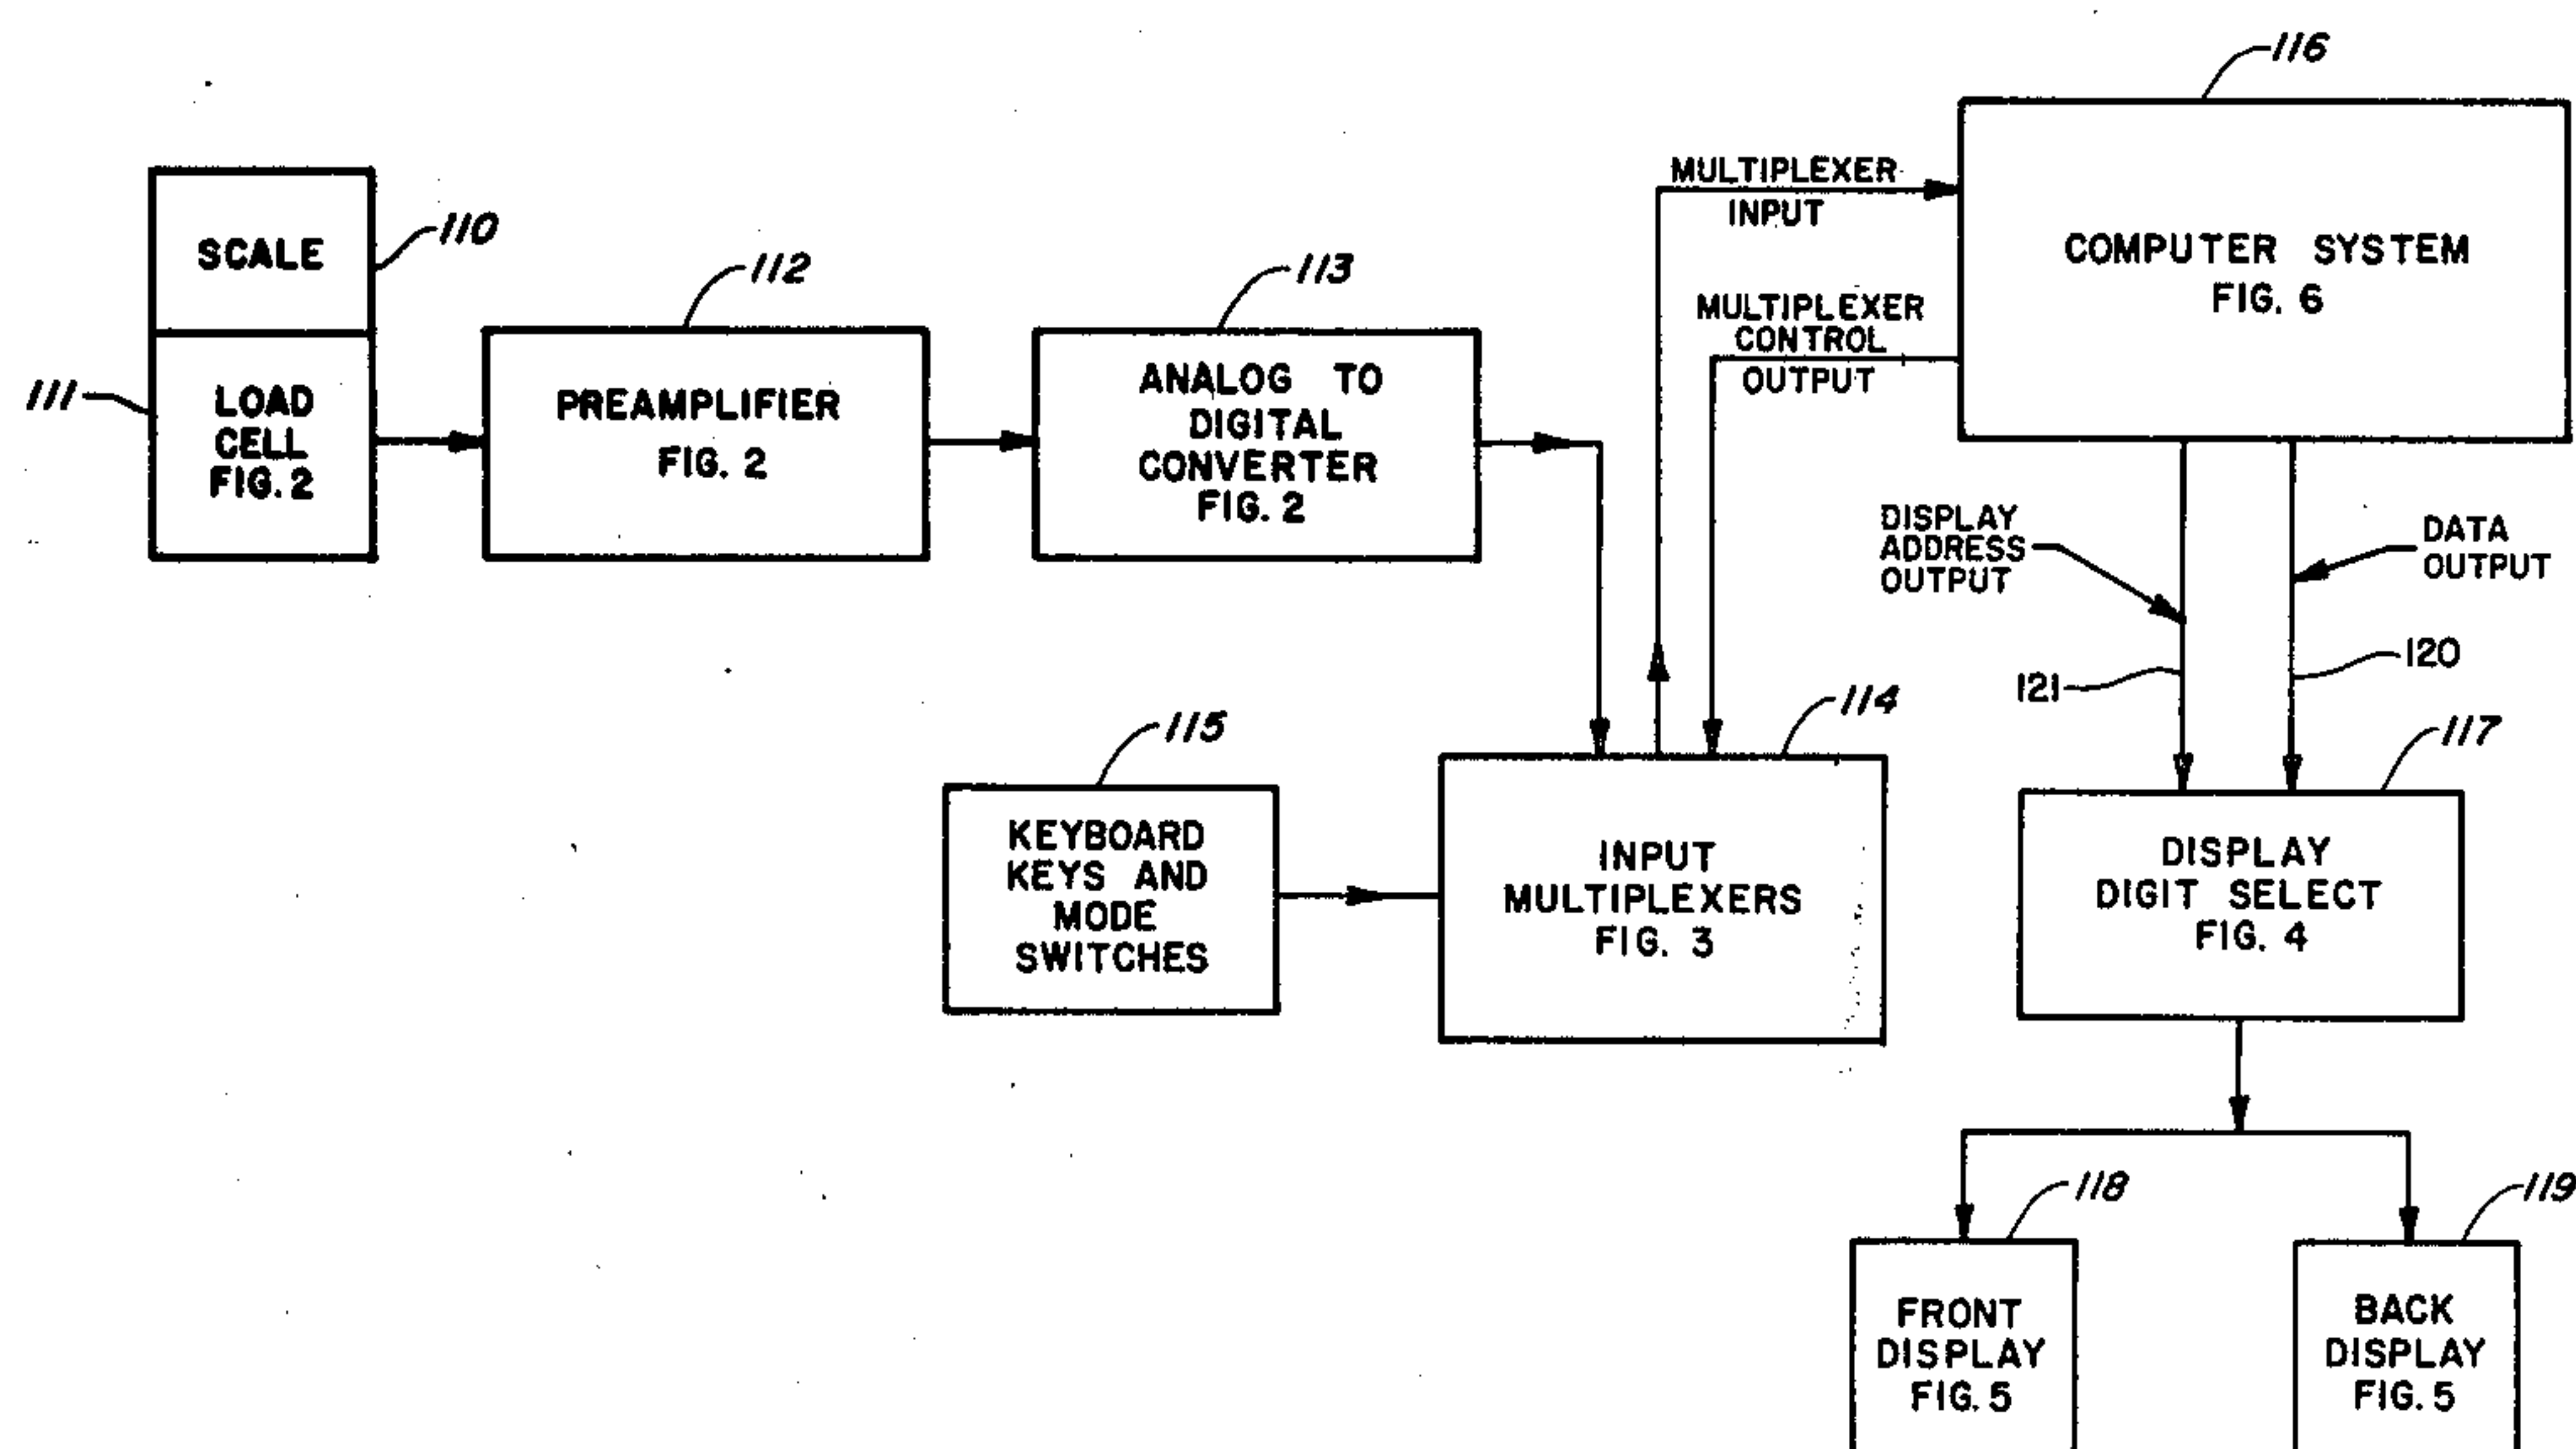 116
MULTIPLEXER
INPUT
COMPUTER SYSTEM
FIG. 6
SCALE
110
112
113
MULTIPLEXER
CONTROL
OUTPUT
111
LOAD
CELL
FIG. 2
PREAMPLIFIER
FIG. 2
ANALOG TO
DIGITAL
CONVERTER
FIG. 2
DISPLAY
ADDRESS
OUTPUT
DATA
OUTPUT
121
120
115
114
117
KEYBOARD
KEYS AND
MODE
SWITCHES
INPUT
MULTIPLEXERS
FIG. 3
DISPLAY
DIGIT SELECT
FIG. 4
118
119
FRONT
DISPLAY
FIG. 5
BACK
DISPLAY
FIG. 5